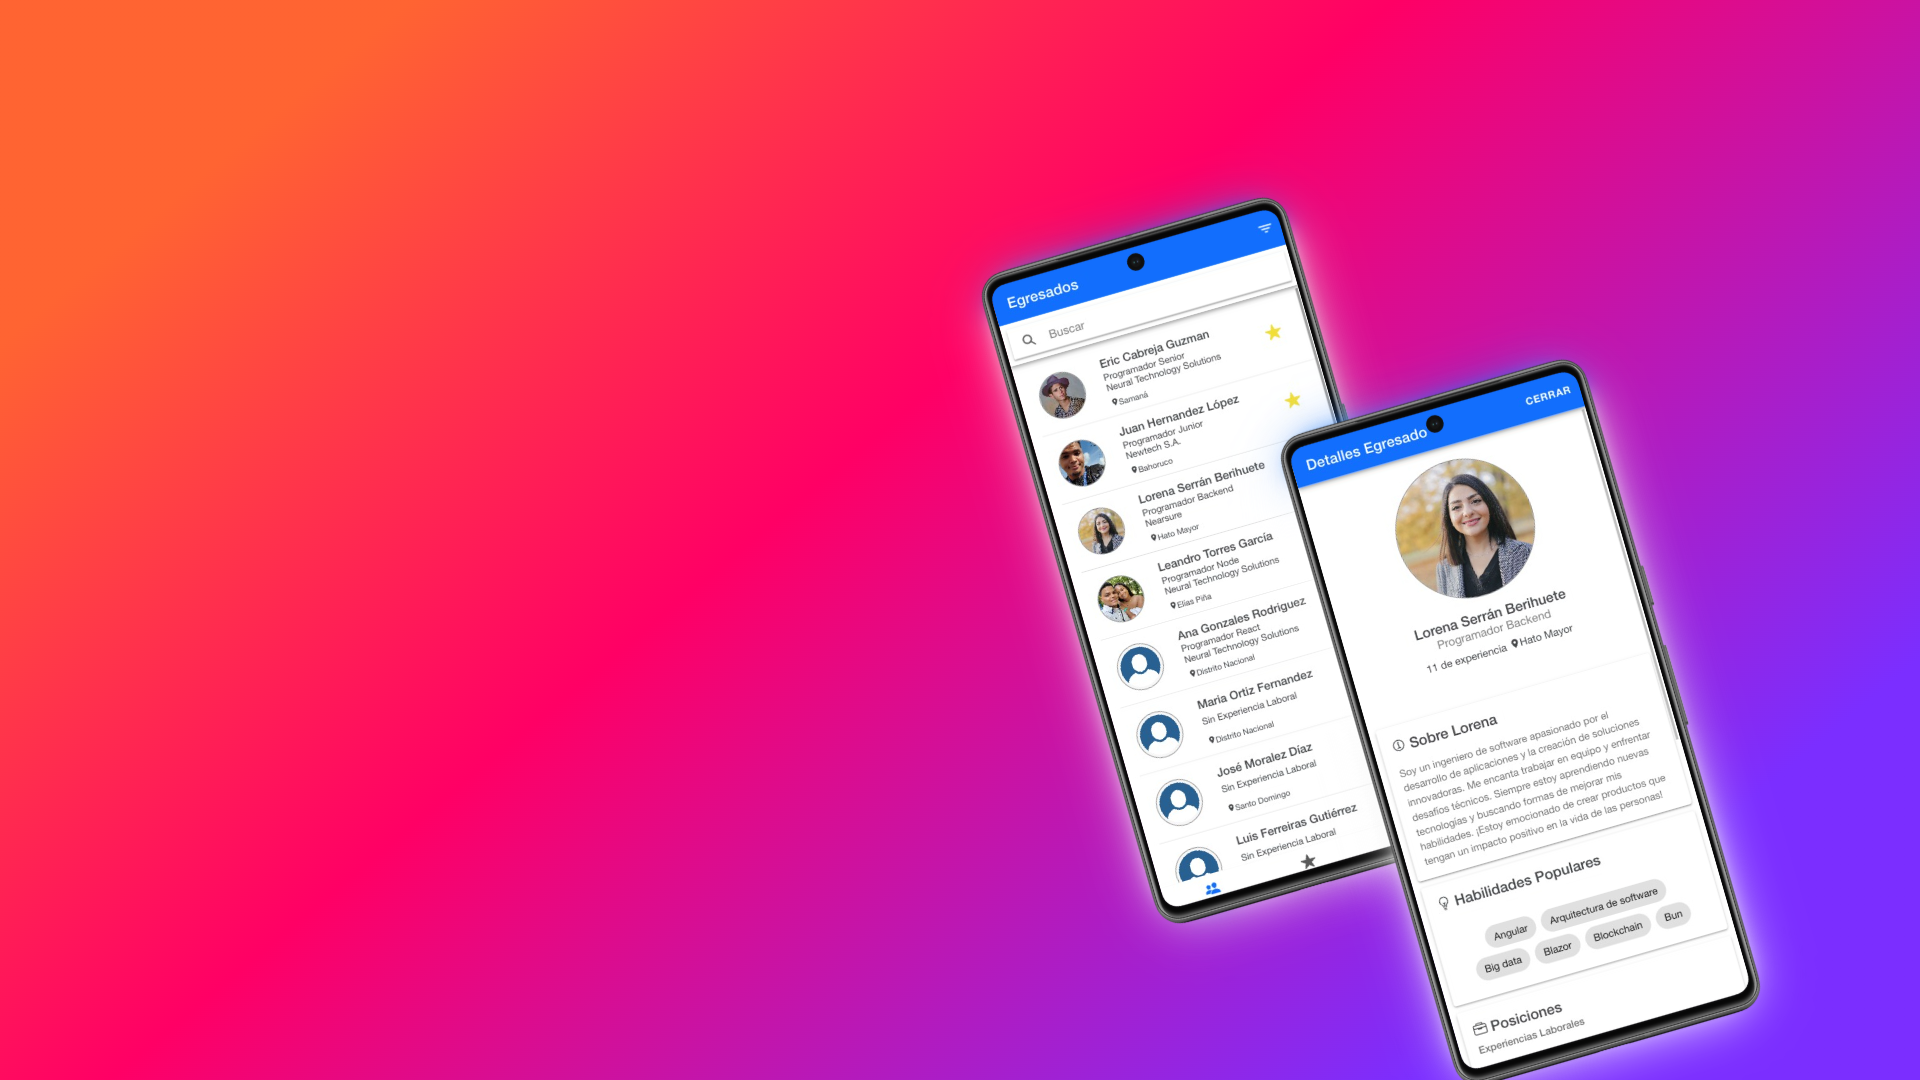 Egresados
Buscar
Eric Cabreja Guzman
Programador Senior
Neural Technology Solutions
Samaná
Juan Hernandez López
Programador Junior
Newtech S.A.
Bahoruco
Lorena Serrán Berihuete
Programador Backend
Nearsure
Hato Mayor
Leandro Torres García
Programador Node
Neural Technology Solutions
Elías Piña
Ana Gonzales Rodriguez
Programador React
Neural Technology Solutions
Distrito Nacional
Maria Ortiz Fernandez
Sin Experiencia Laboral
Distrito Nacional
José Moralez Díaz
Sin Experiencia Laboral
Santo Domingo
Luis Ferreiras Gutiérrez
Sin Experiencia Laboral
Detalles Egresado
CERRAR
Lorena Serrán Berihuete
Programador Backend
11 de experiencia Hato Mayor
Sobre Lorena
Soy un ingeniero de software apasionado por el
desarrollo de aplicaciones y la creación de soluciones
innovadoras. Me encanta trabajar en equipo y enfrentar
desafíos técnicos. Siempre estoy aprendiendo nuevas
tecnologías y buscando formas de mejorar mis
habilidades. ¡Estoy emocionado de crear productos que
tengan un impacto positivo en la vida de las personas!
Habilidades Populares
Angular
Arquitectura de software
Big data
Blazor
Blockchain
Bun
Posiciones
Experiencias Laborales